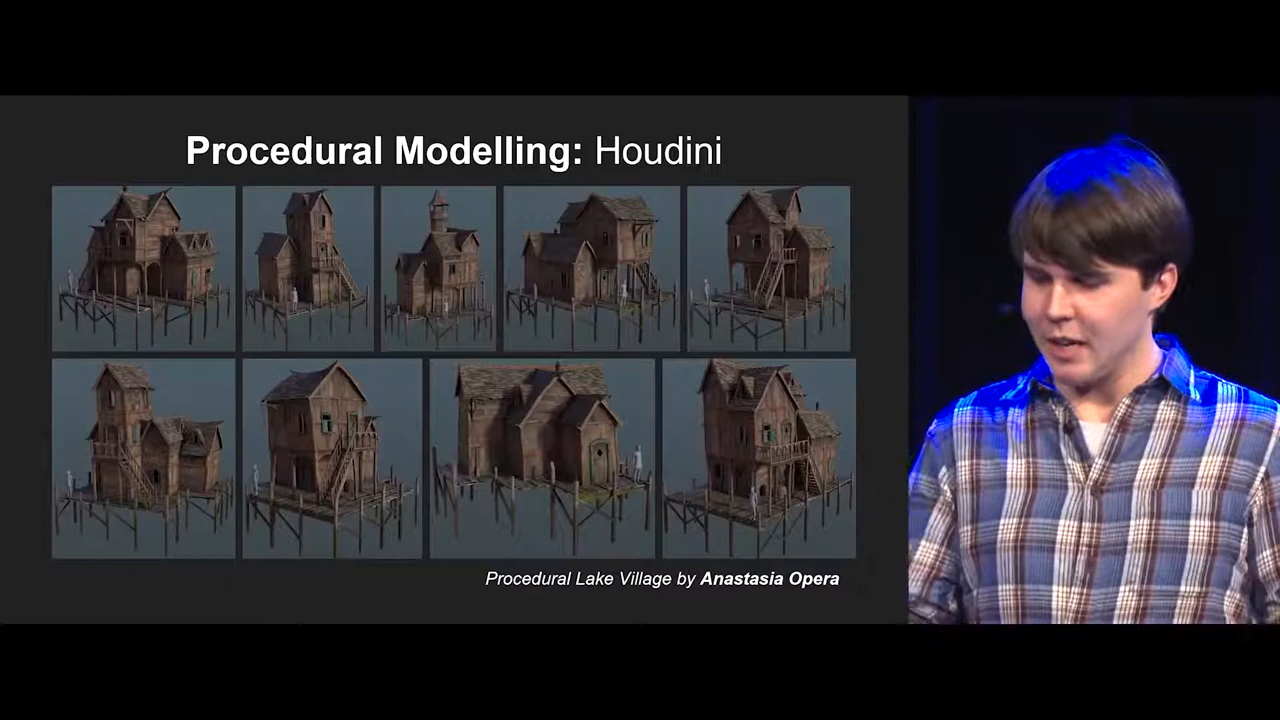 Procedural Modelling: Houdini
Procedural Lake Village by Anastasia Opera